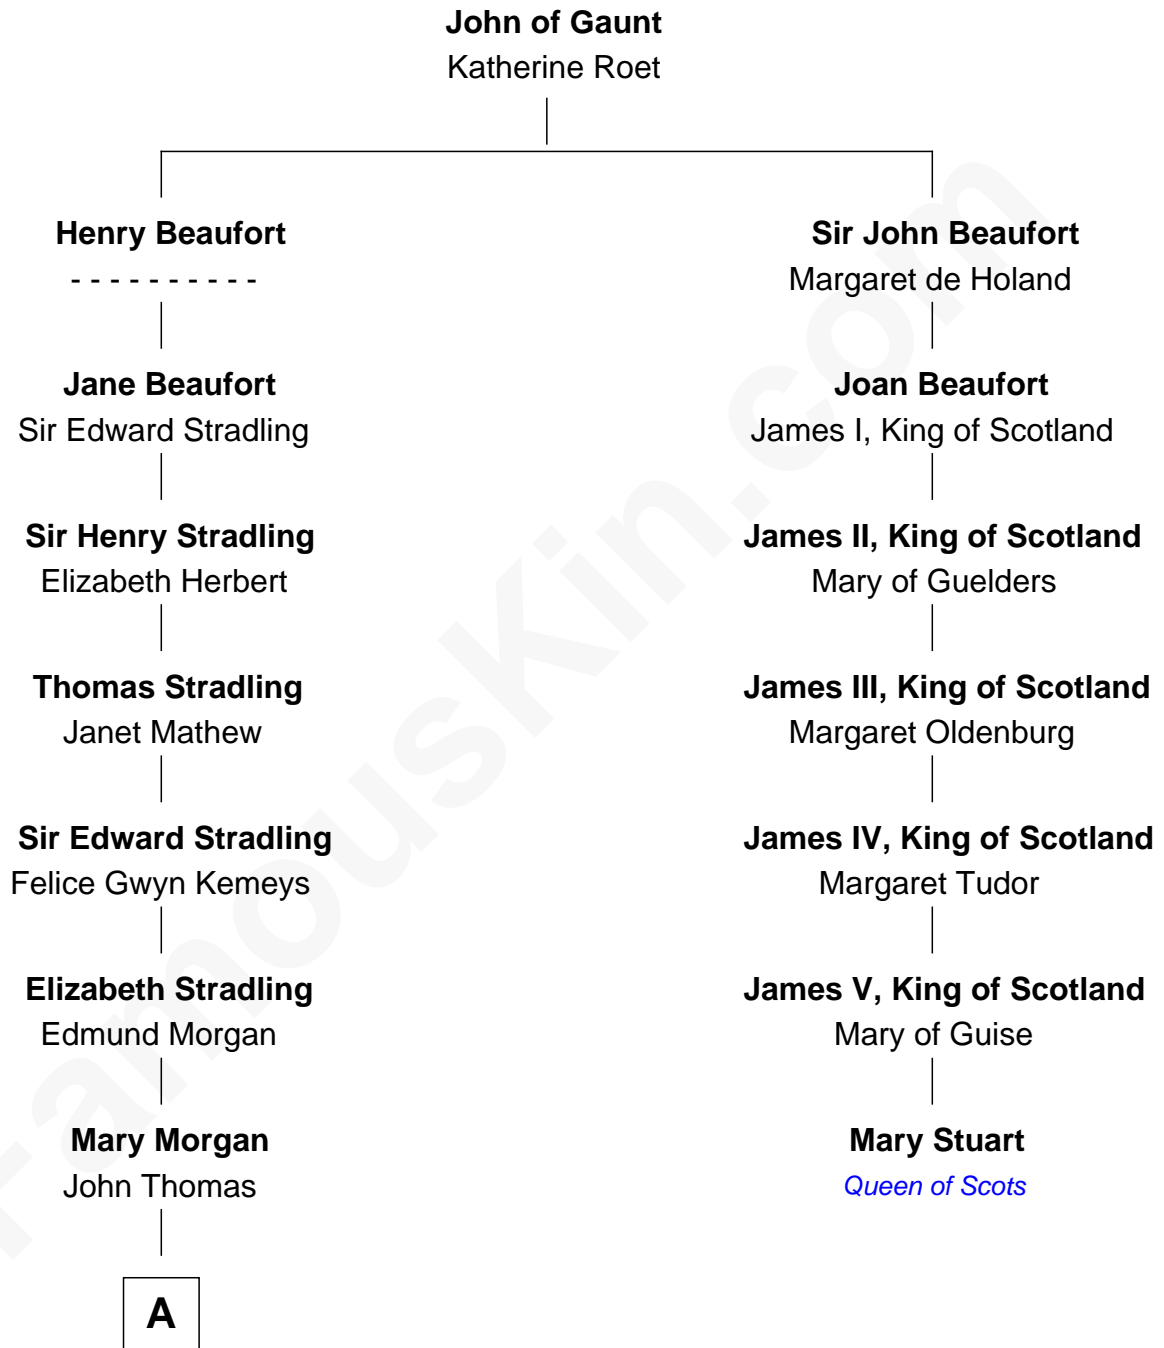 John of Gaunt
Katherine Roet
Henry Beaufort
- - - - - - - - - -
Jane Beaufort
Sir Edward Stradling
Sir Henry Stradling
Elizabeth Herbert
Thomas Stradling
Janet Mathew
Sir Edward Stradling
Felice Gwyn Kemeys
Elizabeth Stradling
Edmund Morgan
Mary Morgan
John Thomas
A
Sir John Beaufort
Margaret de Holand
Joan Beaufort
James I, King of Scotland
James II, King of Scotland
Mary of Guelders
James III, King of Scotland
Margaret Oldenburg
James IV, King of Scotland
Margaret Tudor
James V, King of Scotland
Mary of Guise
Mary Stuart
Queen of Scots
FamousKin.com